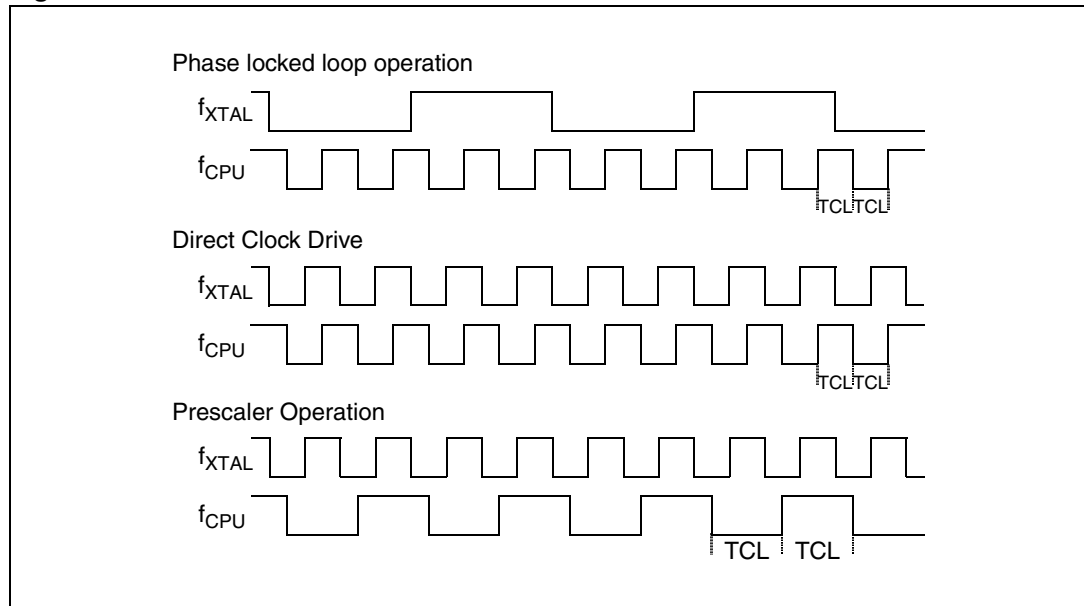 Phase locked loop operation
fXTAL
fCPU
TCL TCL
Direct Clock Drive
fXTAL
fCPU
TCL TCL
Prescaler Operation
fXTAL
fCPU
TCL TCL